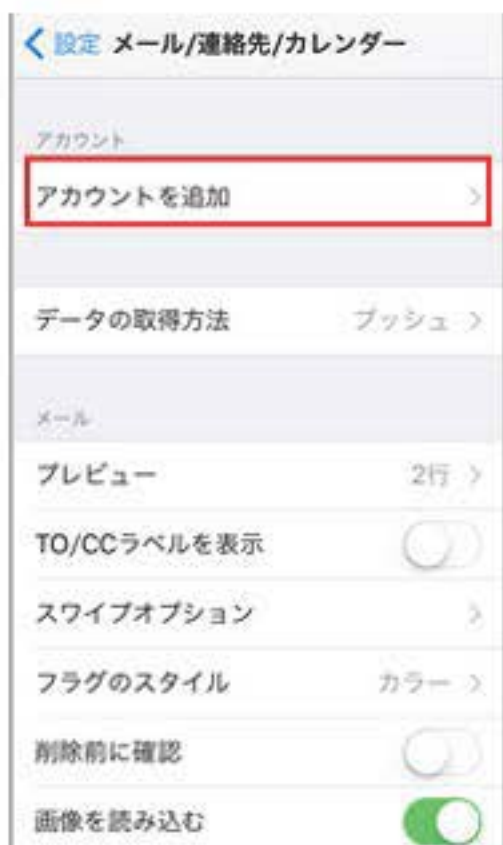 設定 メール/連絡先/カレンダー
アカウント
アカウントを追加
データの取得方法 プッシュ
メール
プレビュー 2行
TO/CCラベルを表示
スワイプオプション
フラグのスタイル カラー
削除前に確認
画像を読み込む